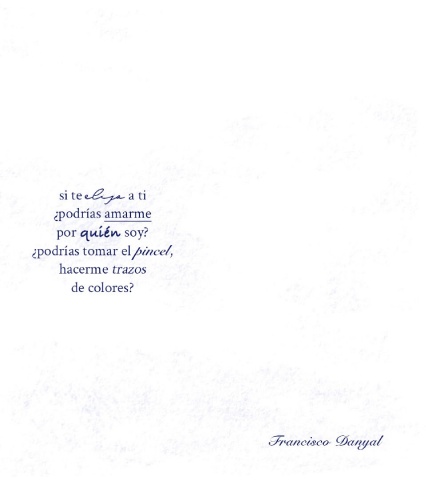 si te elijo a ti
¿podrías amarme
por quién soy?
¿podrías tomar el pincel,
hacerme trazos
de colores?
Francisco Danyal